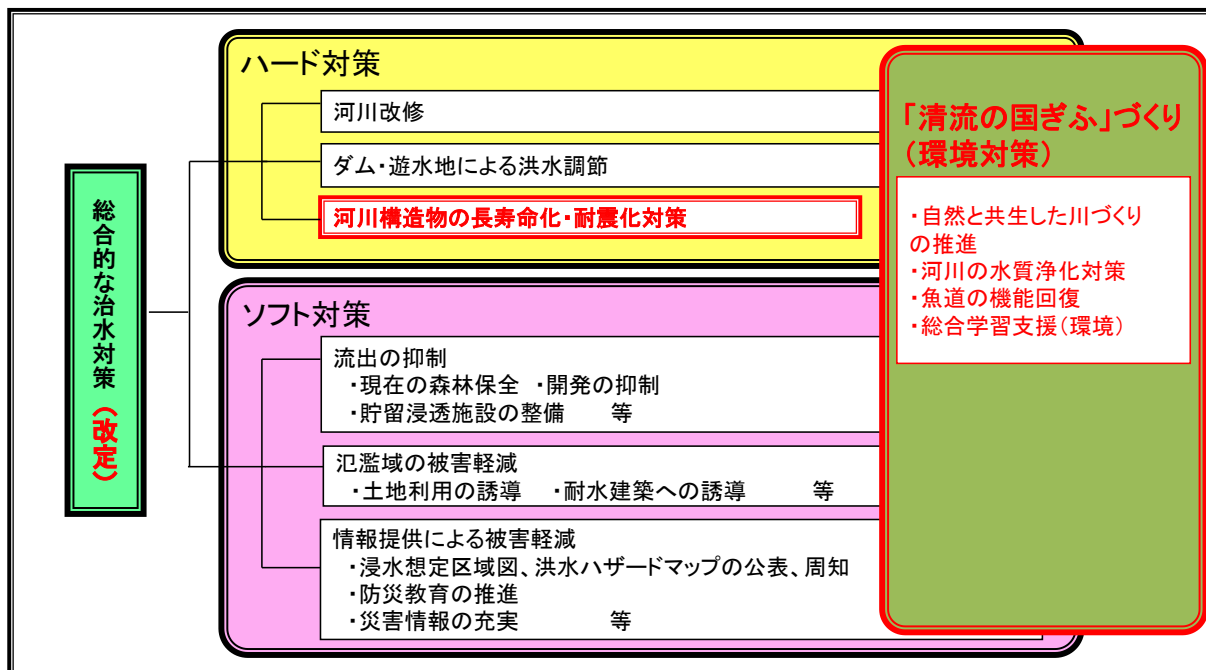 総合的な治水対策(改定)
ハード対策
河川改修
ダム・遊水地による洪水調節
河川構造物の長寿命化・耐震化対策
ソフト対策
流出の抑制
・現在の森林保全 ・開発の抑制
・貯留浸透施設の整備 等
氾濫域の被害軽減
・土地利用の誘導 ・耐水建築への誘導 等
情報提供による被害軽減
・浸水想定区域図、洪水ハザードマップの公表、周知
・防災教育の推進
・災害情報の充実 等
「清流の国ぎふ」づくり
(環境対策)
・自然と共生した川づくり
の推進
・河川の水質浄化対策
・魚道の機能回復
・総合学習支援(環境)